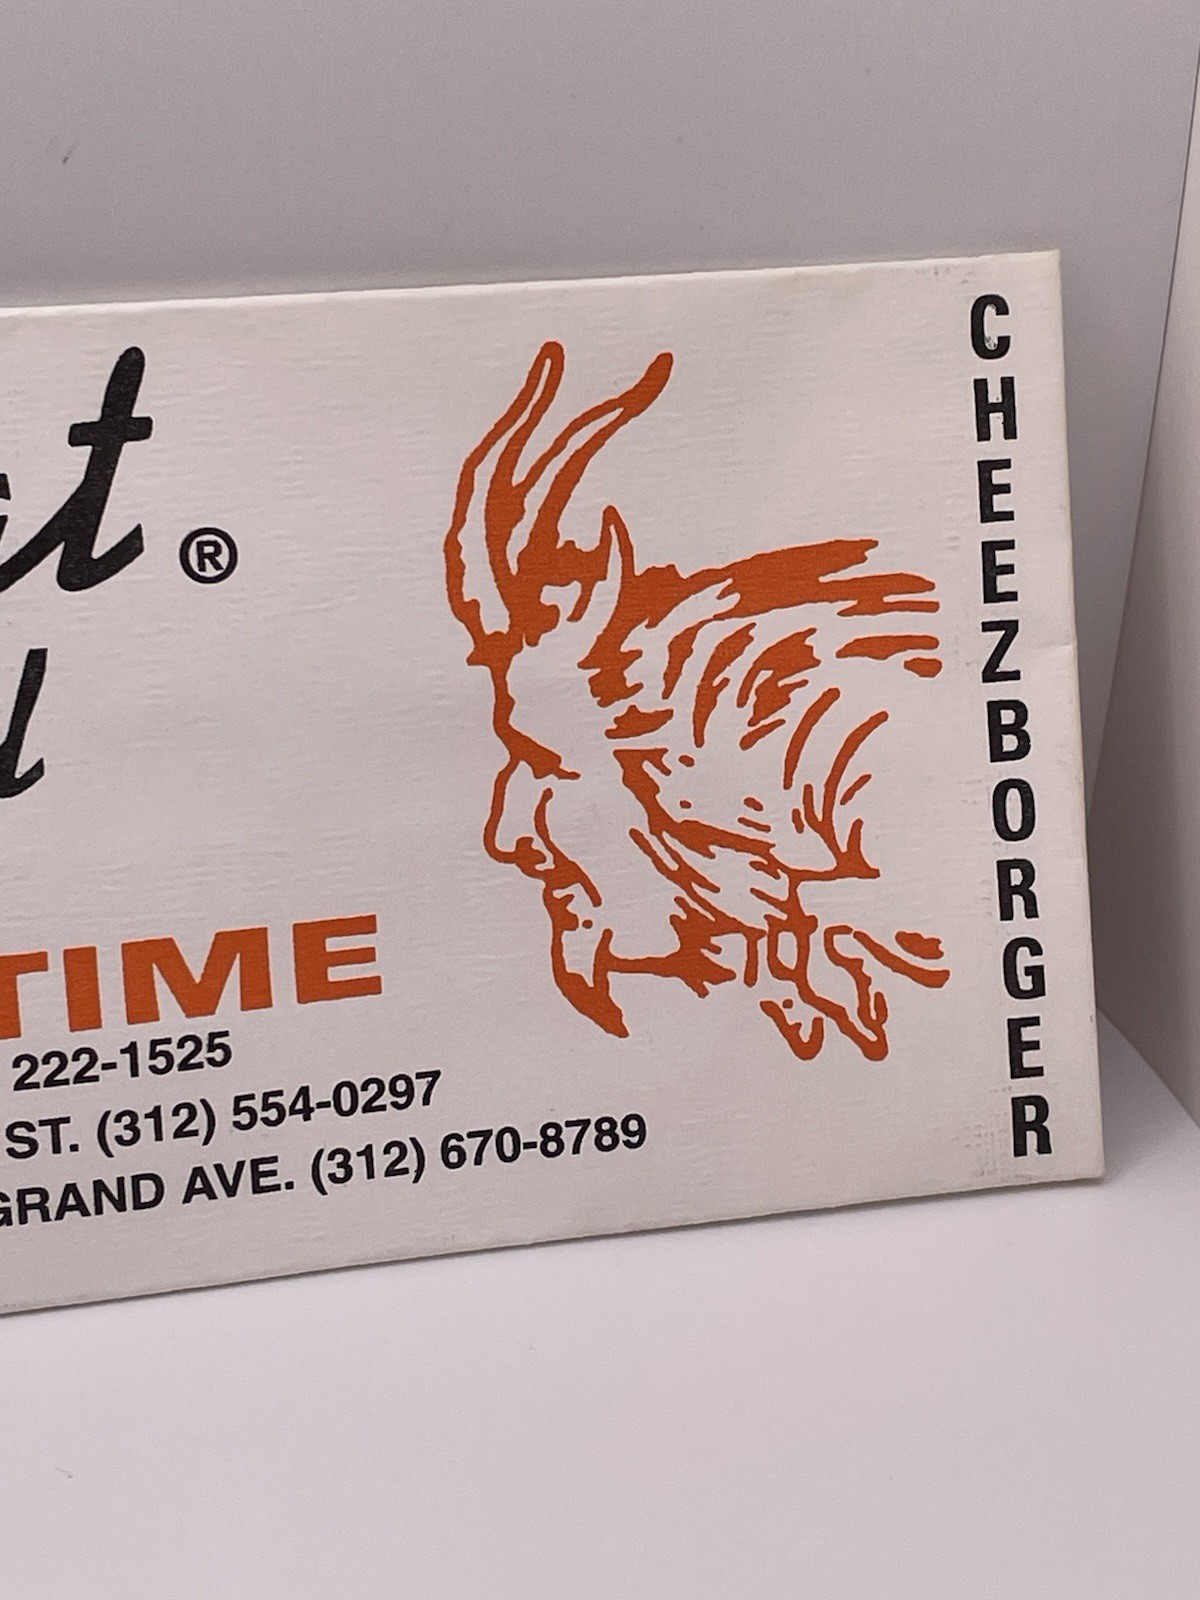 ®
TIME
222-1525
ST. (312) 554-0297
GRAND AVE. (312) 670-8789
CHEEZBORGER